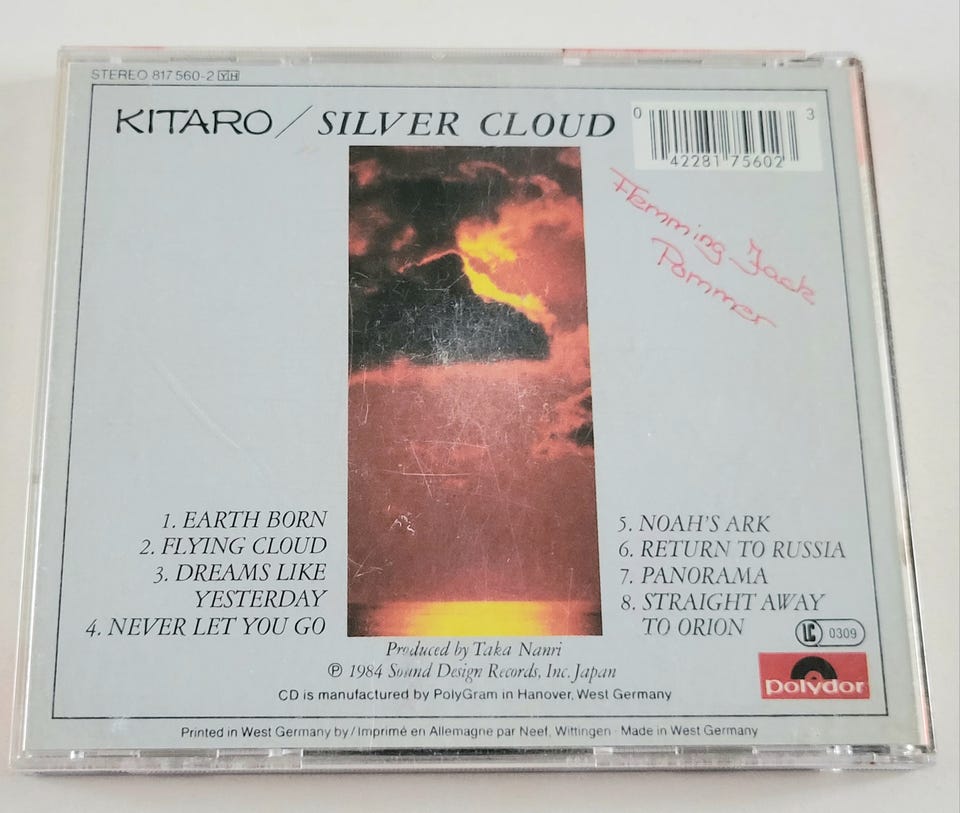 STEREO 817 560-2 YH
KITARO / SILVER CLOUD
0 42281 75602 3
Flemming Jack
Pommer
1. EARTH BORN
2. FLYING CLOUD
3. DREAMS LIKE
YESTERDAY
4. NEVER LET YOU GO
5. NOAH'S ARK
6. RETURN TO RUSSIA
7. PANORAMA
8. STRAIGHT AWAY
TO ORION
LC 0309
polydor
Produced by Taka Nanri
℗ 1984 Sound Design Records, Inc. Japan
CD is manufactured by PolyGram in Hanover, West Germany
Printed in West Germany by / Imprimé en Allemagne par Neef, Wittingen · Made in West Germany